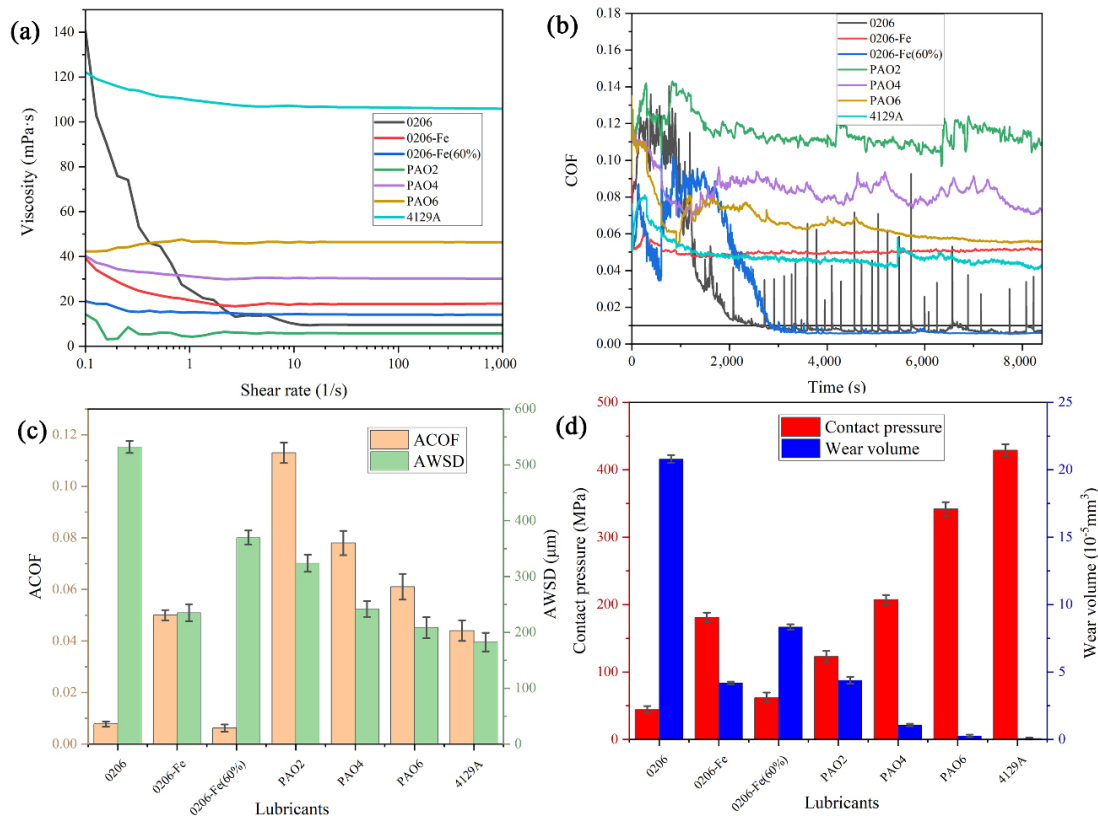 (a)
140
120
100
80
60
40
20
0
Viscosity (mPa·s)
0206
0206-Fe
0206-Fe(60%)
PAO2
PAO4
PAO6
4129A
0.1
1
10
100
1,000
Shear rate (1/s)
(b)
0.18
0.16
0.14
0.12
0.10
0.08
0.06
0.04
0.02
0.00
COF
0206
0206-Fe
0206-Fe(60%)
PAO2
PAO4
PAO6
4129A
0
2,000
4,000
6,000
8,000
Time (s)
(c)
0.12
0.10
0.08
0.06
0.04
0.02
0.00
ACOF
ACOF
AWSD
600
500
400
300
200
100
0
AWSD (μm)
0206
0206-Fe
0206-Fe(60%)
PAO2
PAO4
PAO6
4129A
Lubricants
(d)
500
400
300
200
100
0
Contact pressure (MPa)
Contact pressure
Wear volume
25
20
15
10
5
0
Wear volume (10⁻⁵mm³)
0206
0206-Fe
0206-Fe(60%)
PAO2
PAO4
PAO6
4129A
Lubricants